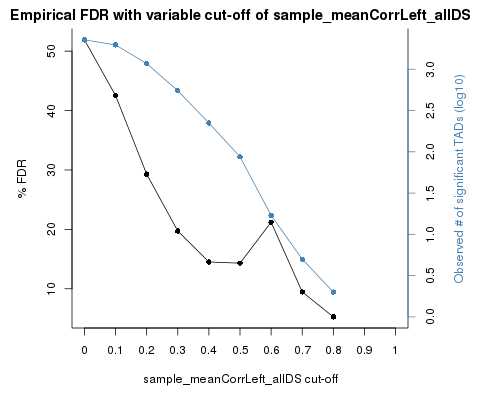 Empirical FDR with variable cut-off of sample_meanCorrLeft_allDS
50
40
30
20
10
% FDR
3.0
2.5
2.0
1.5
1.0
0.5
0.0
Observed # of significant TADs (log10)
0 0.1 0.2 0.3 0.4 0.5 0.6 0.7 0.8 0.9 1
sample_meanCorrLeft_allDS cut-off